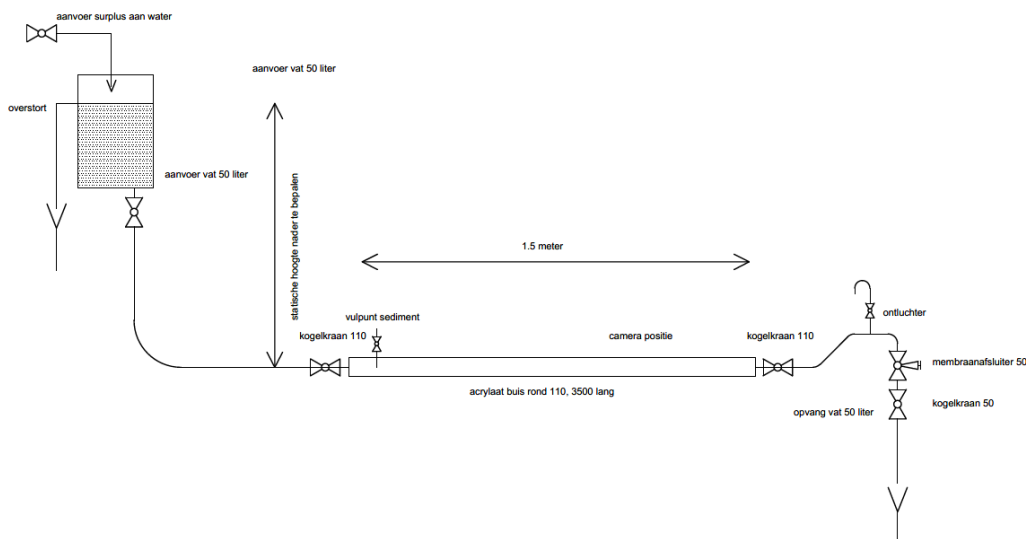 aanvoer surplus aan water
aanvoer vat 50 liter
overstort
aanvoer vat 50 liter
statische hoogte nader te bepalen
1.5 meter
vulpunt sediment
ontluchter
kogelkraan 110
camera positie
kogelkraan 110
membraanafsluiter 50
acrylaat buis rond 110, 3500 lang
kogelkraan 50
opvang vat 50 liter